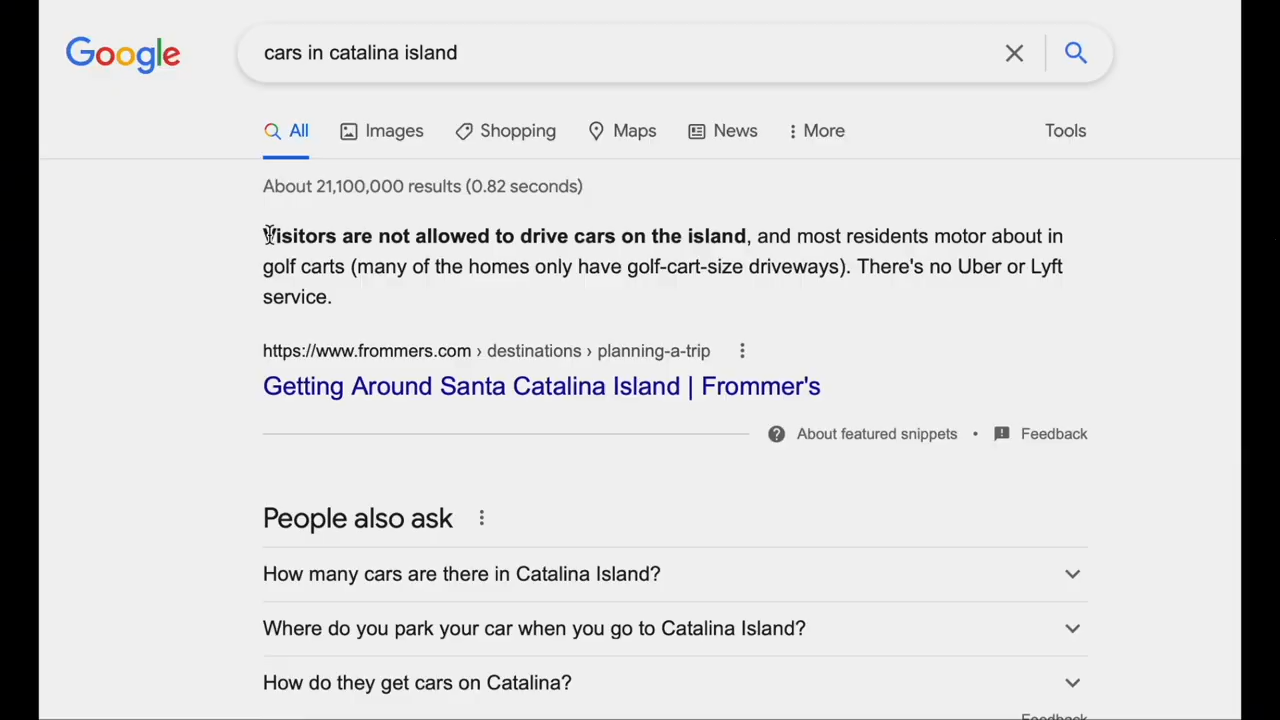 Google
cars in catalina island
All Images Shopping Maps News More Tools
About 21,100,000 results (0.82 seconds)
Visitors are not allowed to drive cars on the island, and most residents motor about in
golf carts (many of the homes only have golf-cart-size driveways). There's no Uber or Lyft
service.
https://www.frommers.com › destinations › planning-a-trip
Getting Around Santa Catalina Island | Frommer's
About featured snippets • Feedback
People also ask
How many cars are there in Catalina Island?
Where do you park your car when you go to Catalina Island?
How do they get cars on Catalina?
Feedback